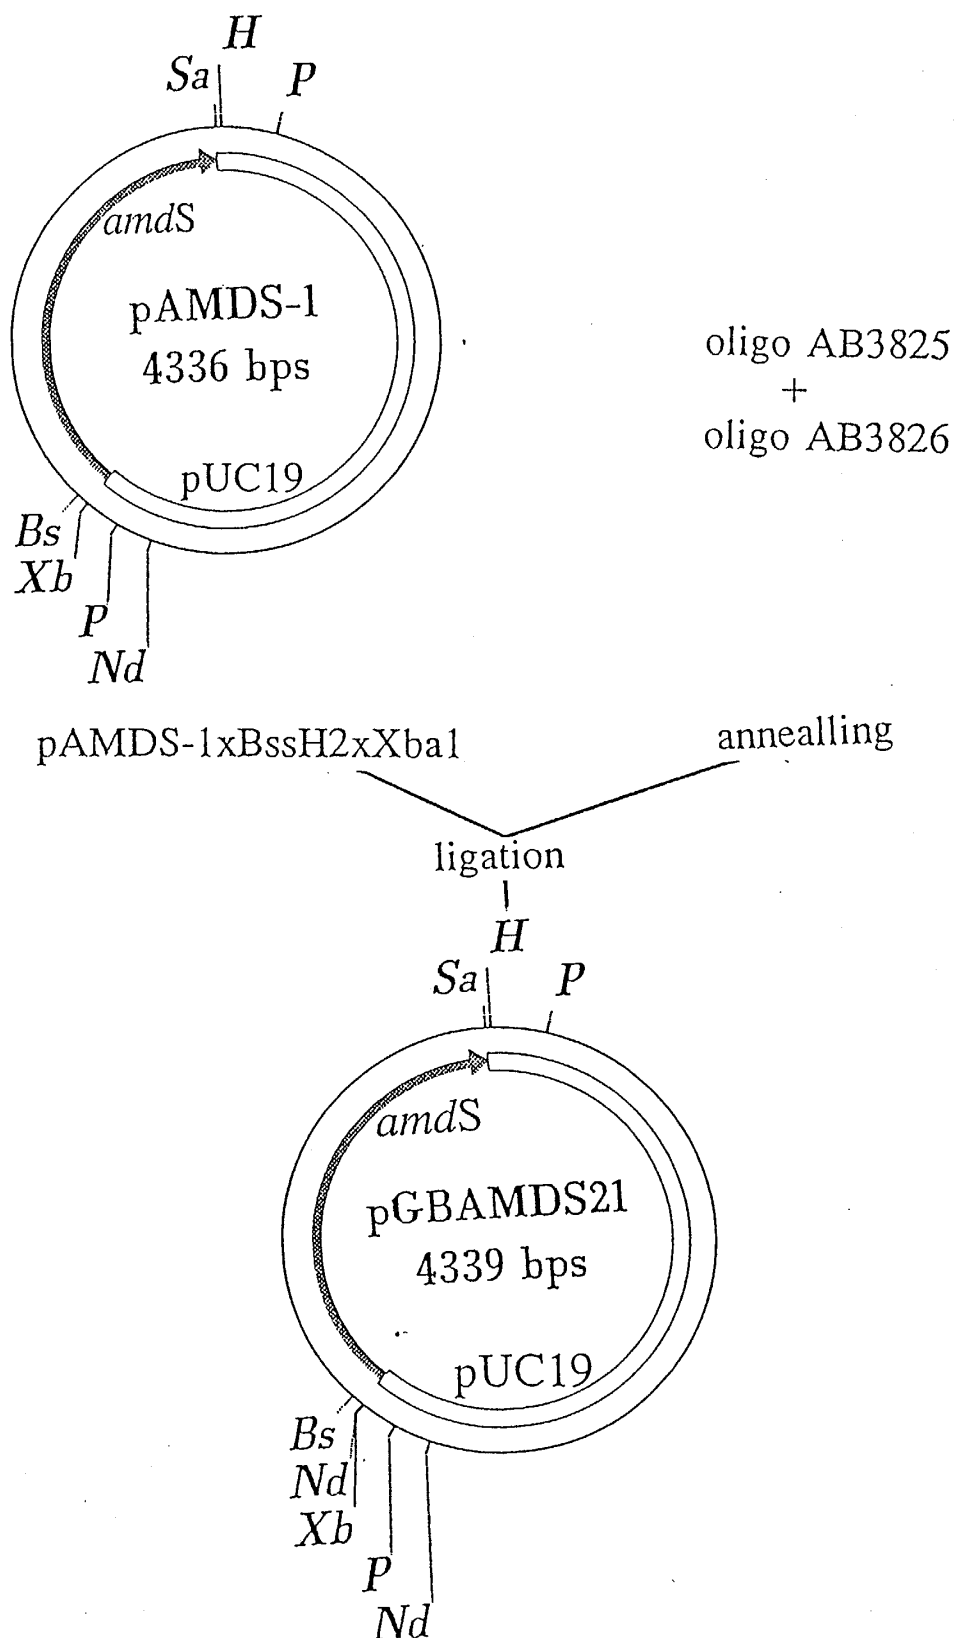 H
Sa
P
amdS
pAMDS-1
4336 bps
pUC19
Bs
Xb
P
Nd
oligo AB3825
+
oligo AB3826
pAMDS-1xBssH2xXba1
annealling
ligation
H
Sa
P
amdS
pGBAMDS21
4339 bps
pUC19
Bs
Nd
Xb
P
Nd